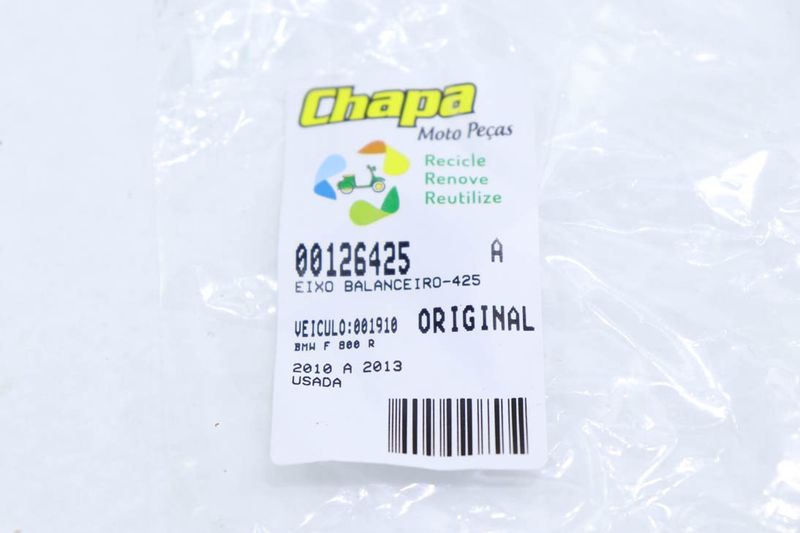 Chapa
Moto Peças
Recicle
Renove
Reutilize
00126425 A
EIXO BALANCEIRO-425
VEICULO:001910 ORIGINAL
BMW F 800 R
2010 A 2013
USADA